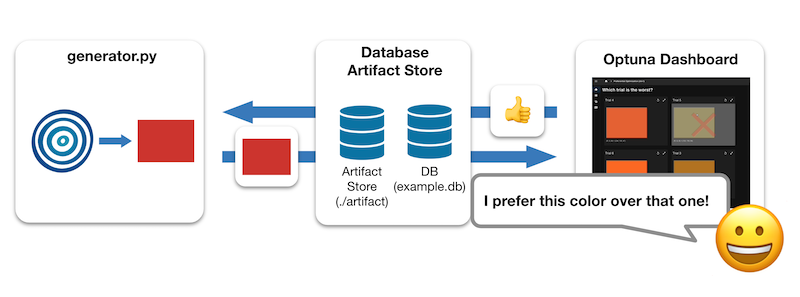 generator.py
Database
Artifact Store
Artifact
Store
(./artifact)
DB
(example.db)
Optuna Dashboard
Which trial is the worst?
Trial 4
Trial 5
I prefer this color over that one!